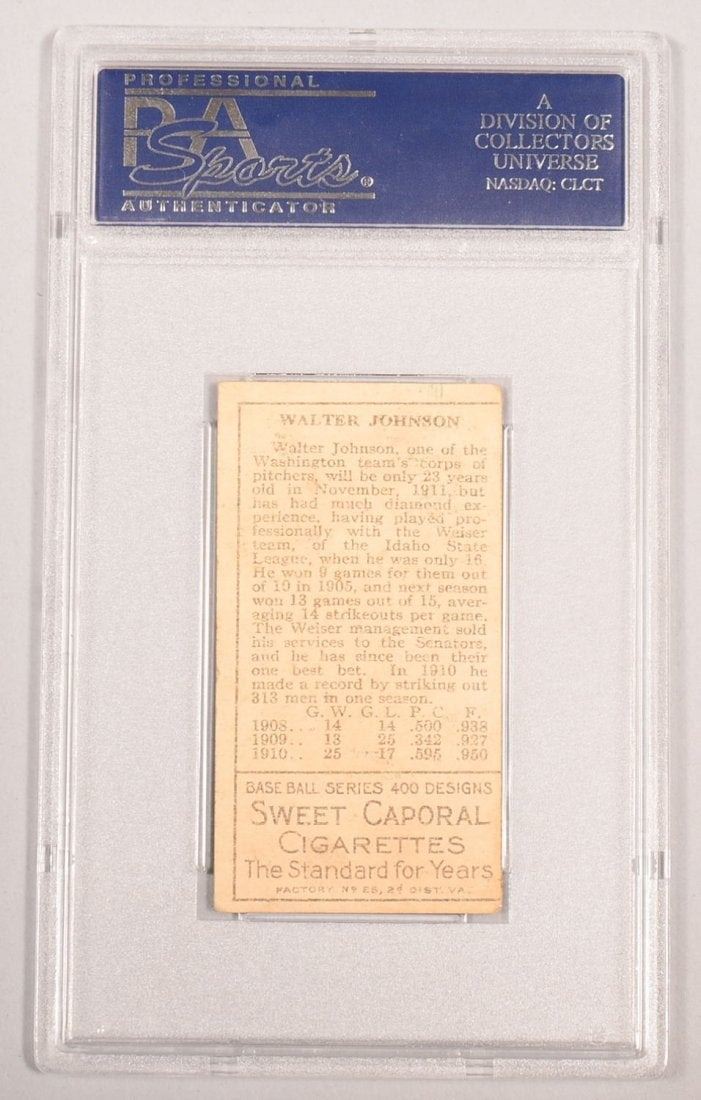 PROFESSIONAL
PSA
Sports®
AUTHENTICATOR
A
DIVISION OF
COLLECTORS
UNIVERSE
NASDAQ: CLCT
WALTER JOHNSON
Walter Johnson, one of the
Washington team's corps of
pitchers, will be only 23 years
old in November, 1911, but
has had much diamond ex-
perience, having played pro-
fessionally with the Weiser
team, of the Idaho State
League, when he was only 16.
He won 9 games for them out
of 10 in 1905, and next season
won 13 games out of 15, aver-
aging 14 strikeouts per game.
The Weiser management sold
his services to the Senators,
and he has since been their
one best bet. In 1910 he
made a record by striking out
313 men in one season.
G. W. G. L. P. C. F.
1908... 14 14 .500 .938
1909.. 13 25 .342 .927
1910.. 25 17 .595 .950
BASE BALL SERIES 400 DESIGNS
SWEET CAPORAL
CIGARETTES
The Standard for Years
FACTORY Nº 25, 2d DIST. VA.